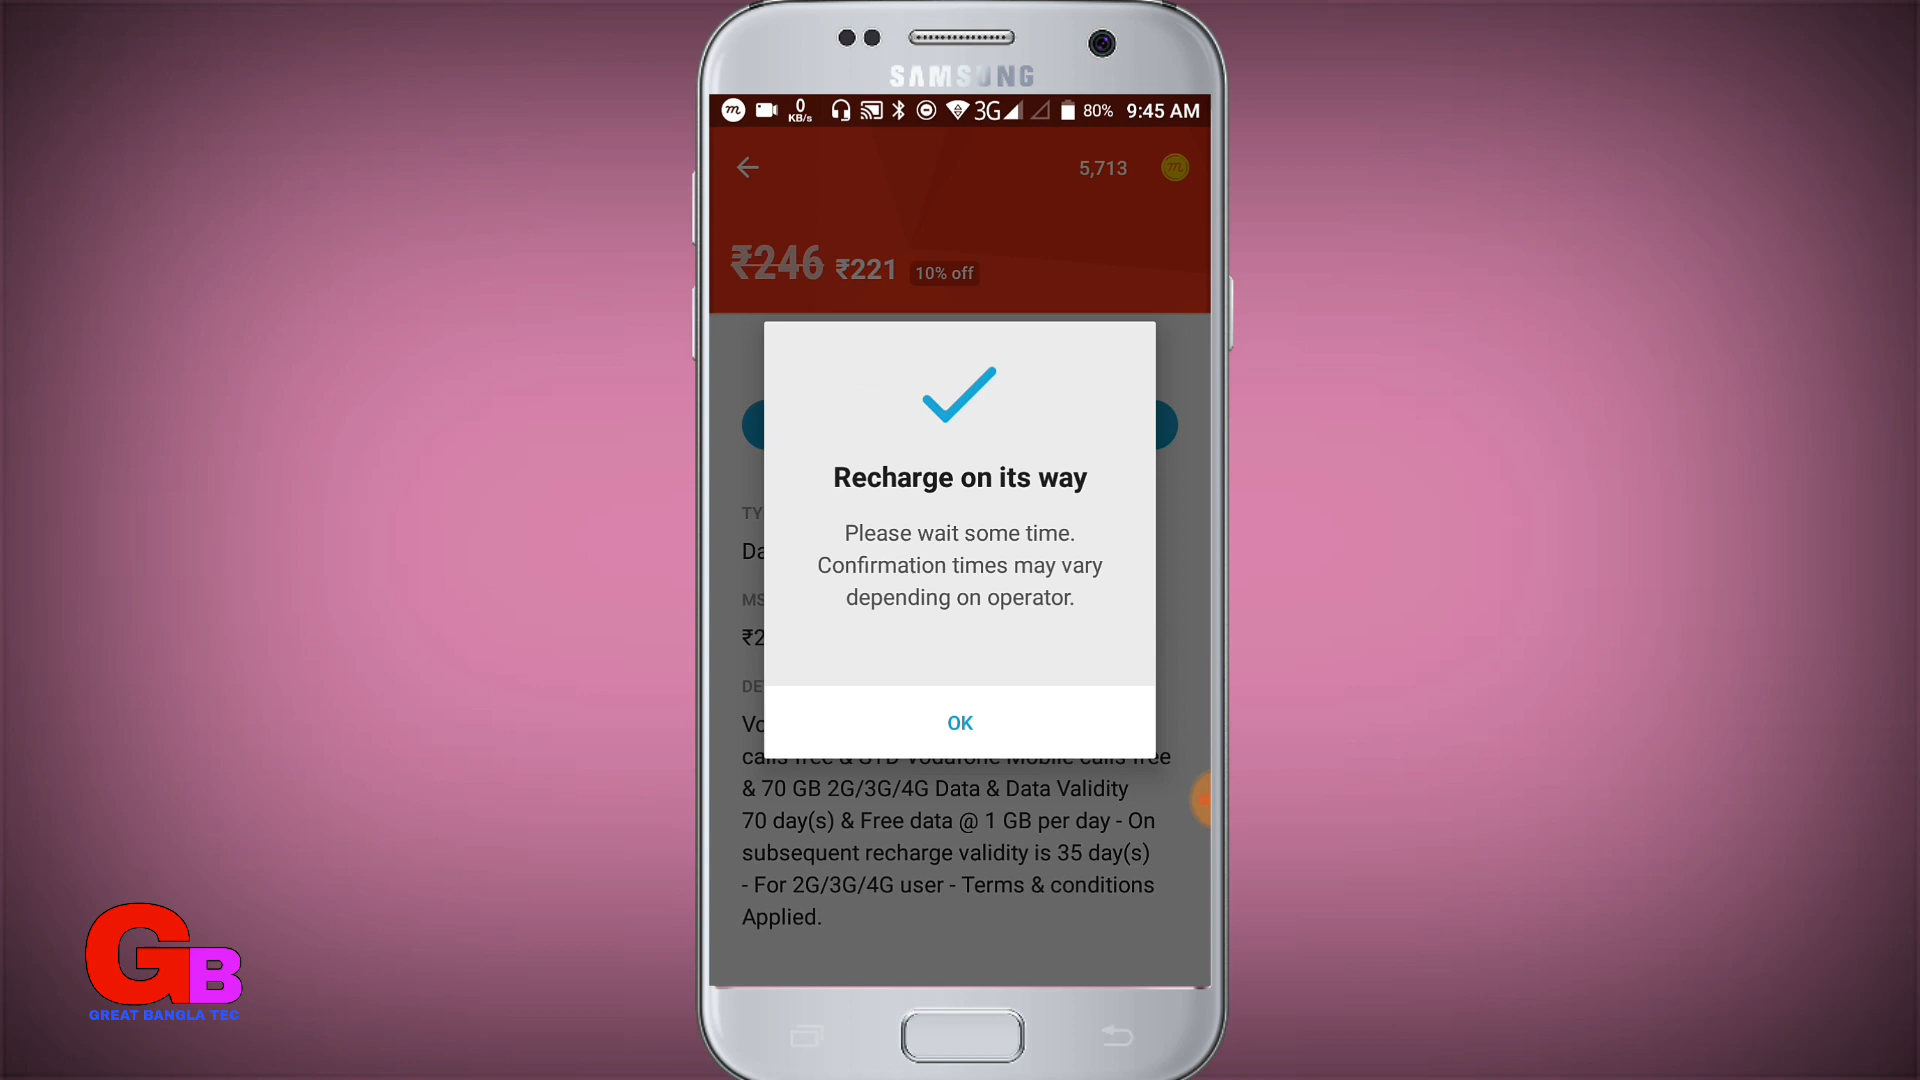 SAMSUNG
0 KB/s 3G 80% 9:45 AM
5,713
₹246 ₹221 10% off
Recharge on its way
Please wait some time.
Confirmation times may vary
depending on operator.
OK
& 70 GB 2G/3G/4G Data & Data Validity
70 day(s) & Free data @ 1 GB per day - On
subsequent recharge validity is 35 day(s)
- For 2G/3G/4G user - Terms & conditions
Applied.
GB
GREAT BANGLA TEC